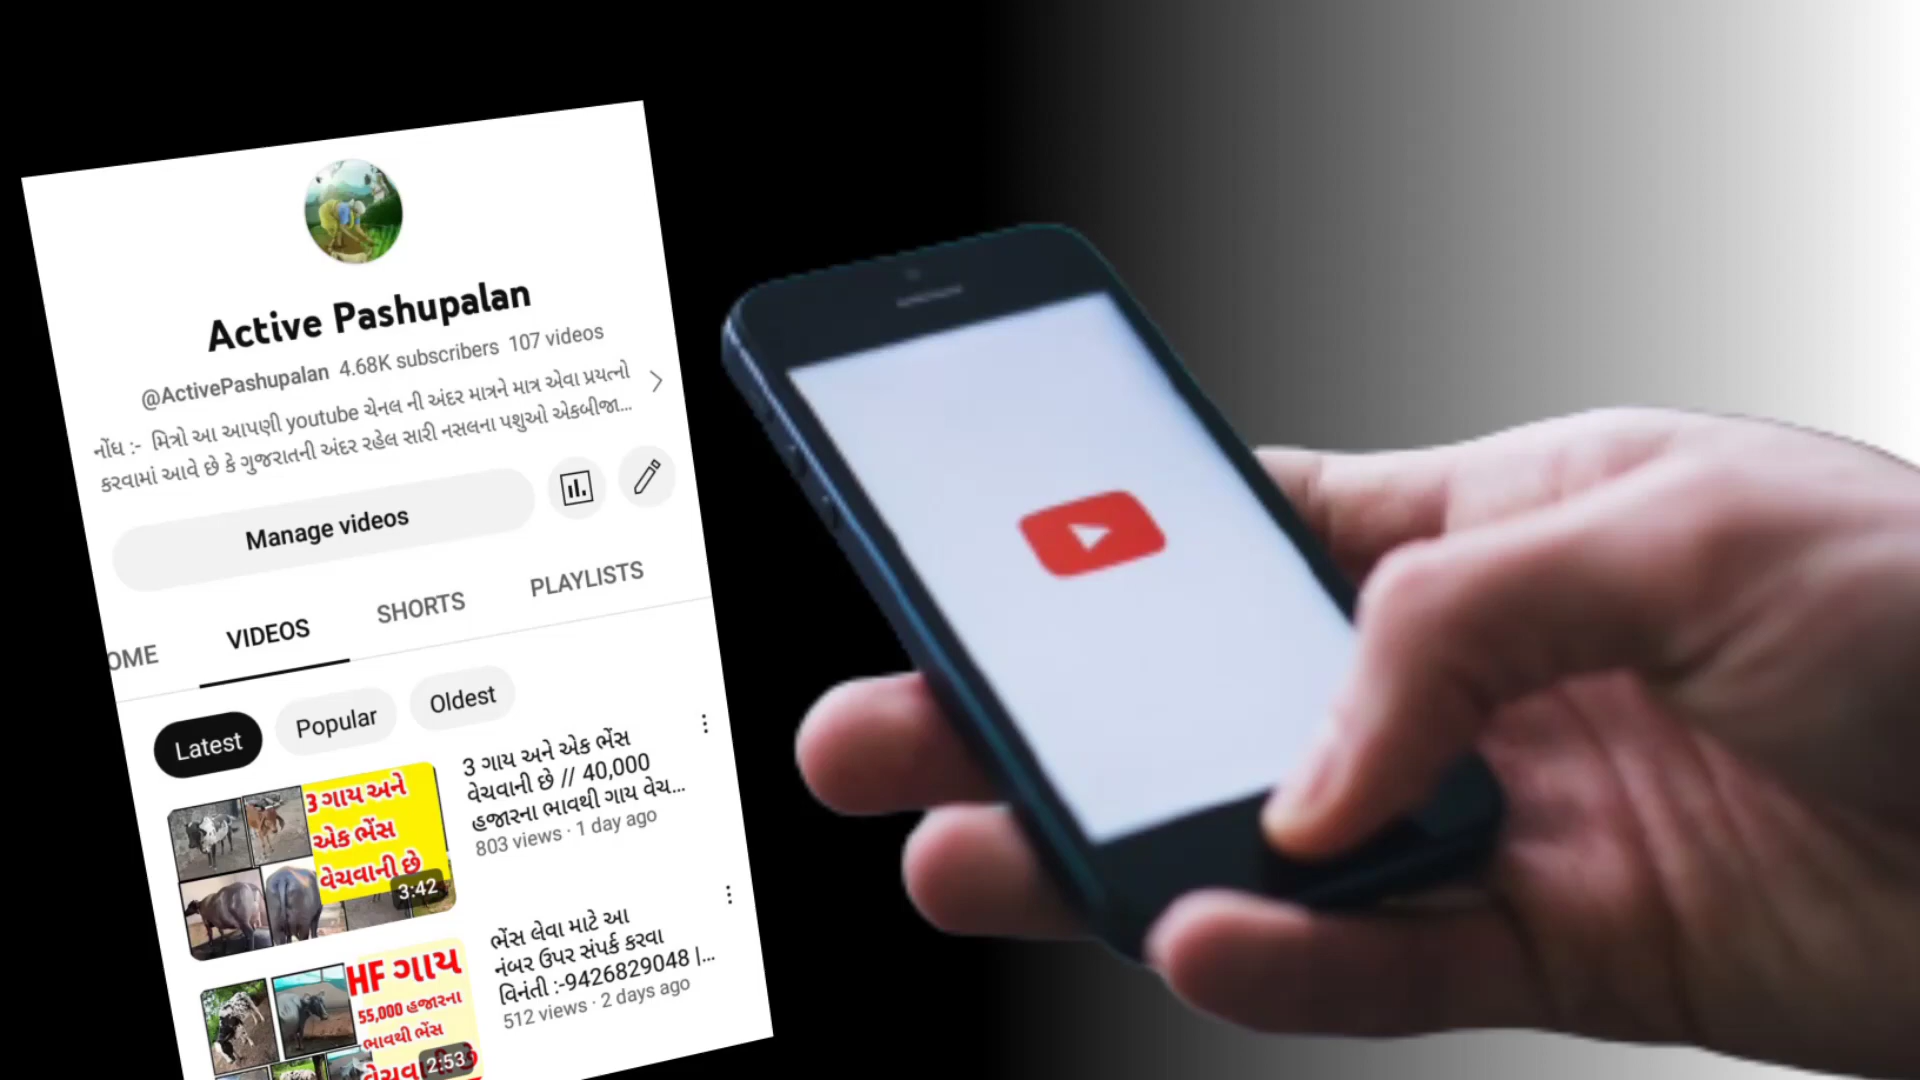 Active Pashupalan
@ActivePashupalan 4.68K subscribers 107 videos
નોંધ :- મિત્રો આ આપણી youtube ચેનલ ની અંદર માત્રને માત્ર એવા પ્રયત્નો
કરવામાં આવે છે કે ગુજરાતની અંદર રહેલ સારી નસલના પશુઓ એકબીજા...
Manage videos
OME VIDEOS SHORTS PLAYLISTS
Latest Popular Oldest
3 ગાય અને
એક ભેંસ
વેચવાની છે
3:42
3 ગાય અને એક ભેંસ
વેચવાની છે // 40,000
હજારના ભાવથી ગાય વેચ...
803 views · 1 day ago
HF ગાય
55,000 હજારના
ભાવથી ભેંસ
વેચવાની છે
2:53
ભેંસ લેવા માટે આ
નંબર ઉપર સંપર્ક કરવા
વિનંતી :-9426829048 |...
512 views · 2 days ago